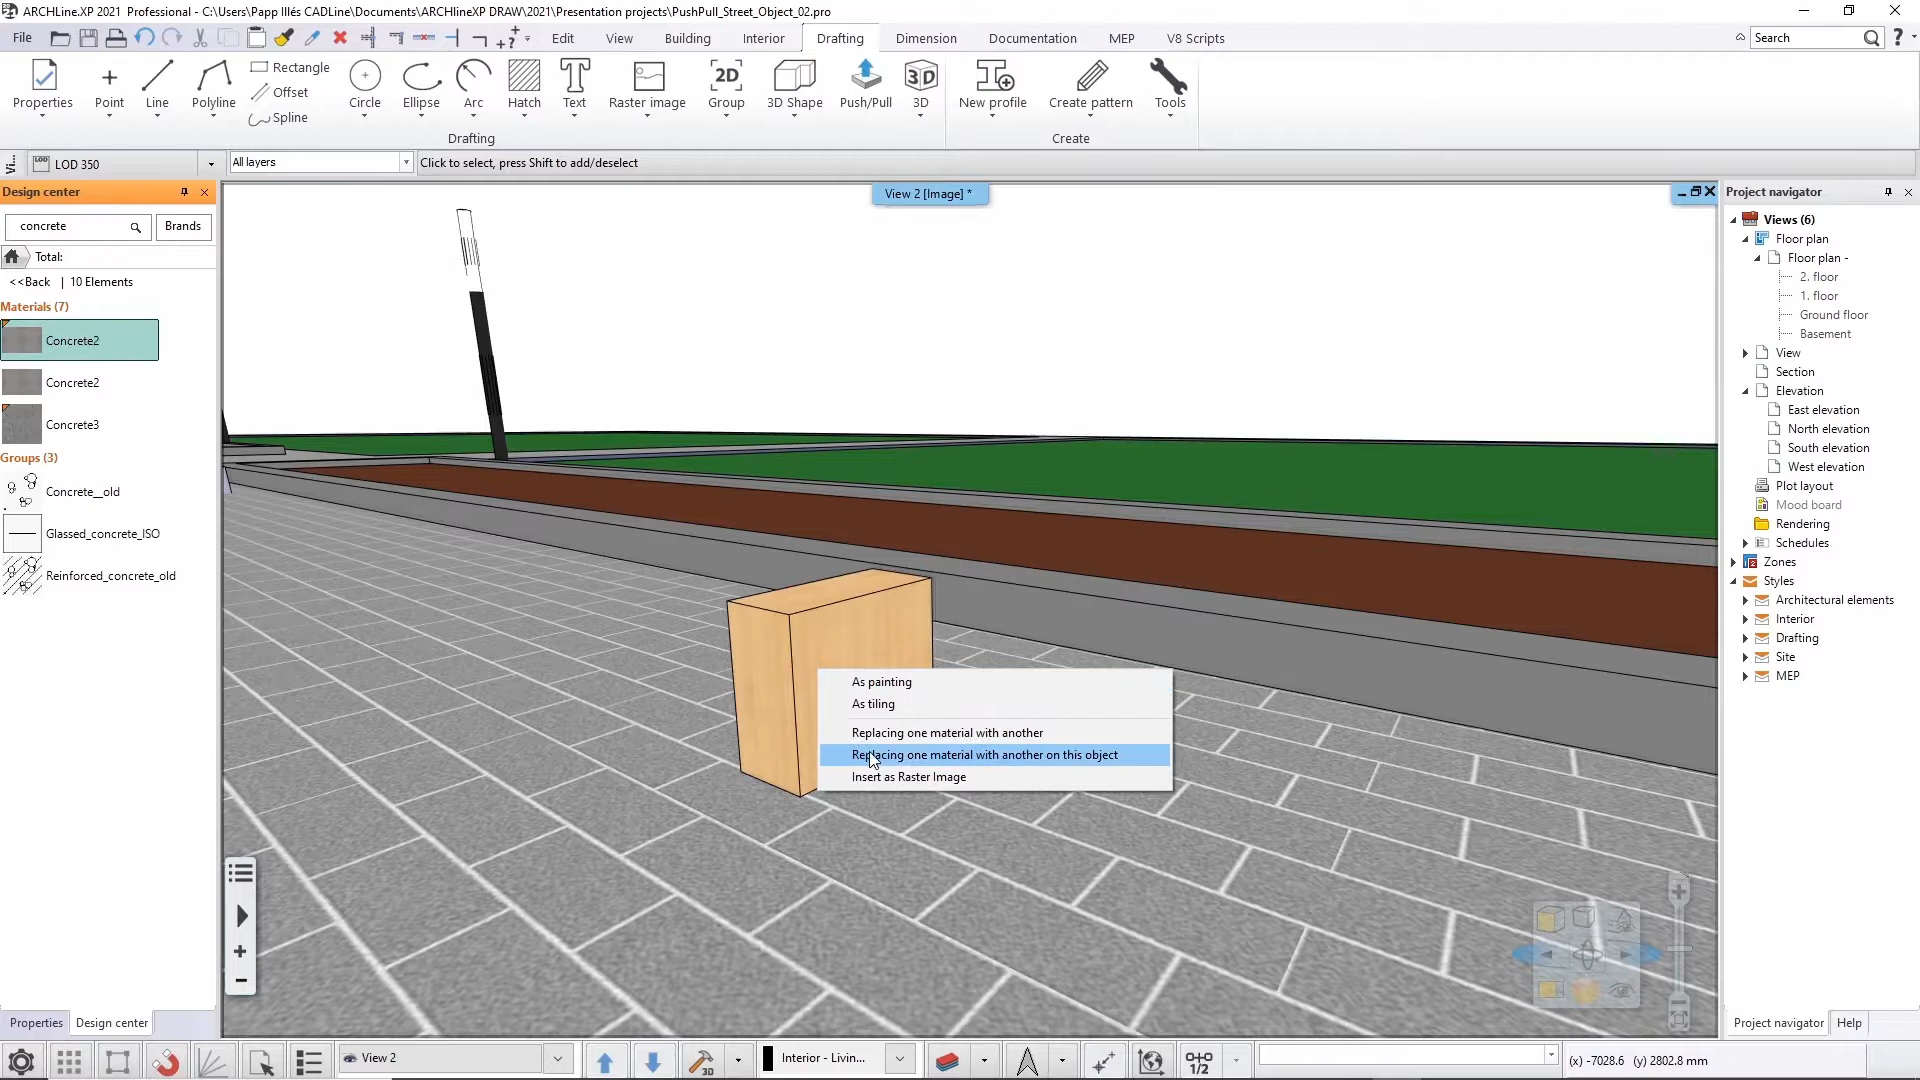 ARCHLine.XP 2021 Professional - C:\Users\Papp Illés CADLine\Documents\ARCHlineXP DRAW\2021\Presentation projects\PushPull_Street_Object_02.pro
File Edit View Building Interior Drafting Dimension Documentation MEP V8 Scripts Search ?
Properties Point Line Polyline Rectangle Offset Spline Circle Ellipse Arc Hatch Text Raster image 2D Group 3D Shape Push/Pull 3D 3D New profile Create pattern Tools
Drafting Create
LOD LOD 350 All layers Click to select, press Shift to add/deselect
Design center
concrete Brands
Total:
<<Back | 10 Elements
Materials (7)
Concrete2
Concrete2
Concrete3
Groups (3)
Concrete__old
Glassed_concrete_ISO
Reinforced_concrete_old
Properties Design center
View 2 [Image] *
As painting
As tiling
Replacing one material with another
Replacing one material with another on this object
Insert as Raster Image
Project navigator
Views (6)
Floor plan
Floor plan -
2. floor
1. floor
Ground floor
Basement
View
Section
Elevation
East elevation
North elevation
South elevation
West elevation
Plot layout
Mood board
Rendering
Schedules
Zones
Styles
Architectural elements
Interior
Drafting
Site
MEP
Project navigator Help
View 2 3D Interior - Livin... 1/2 (x) -7028.6 (y) 2802.8 mm